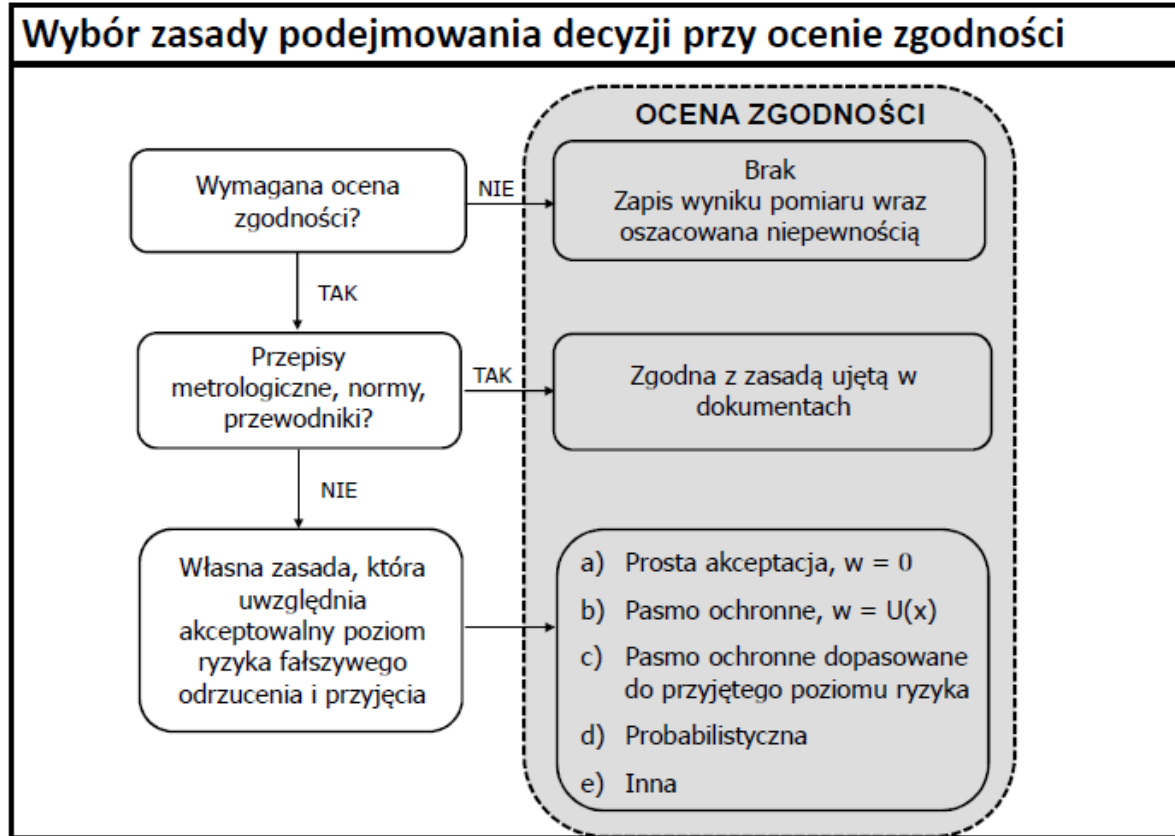 Wybór zasady podejmowania decyzji przy ocenie zgodności
OCENA ZGODNOŚCI
Wymagana ocena
zgodności?
NIE
Brak
Zapis wyniku pomiaru wraz
oszacowana niepewnością
TAK
Przepisy
metrologiczne, normy,
przewodniki?
TAK
Zgodna z zasadą ujętą w
dokumentach
NIE
Własna zasada, która
uwzględnia
akceptowalny poziom
ryzyka fałszywego
odrzucenia i przyjęcia
a) Prosta akceptacja, w = 0
b) Pasmo ochronne, w = U(x)
c) Pasmo ochronne dopasowane
do przyjętego poziomu ryzyka
d) Probabilistyczna
e) Inna